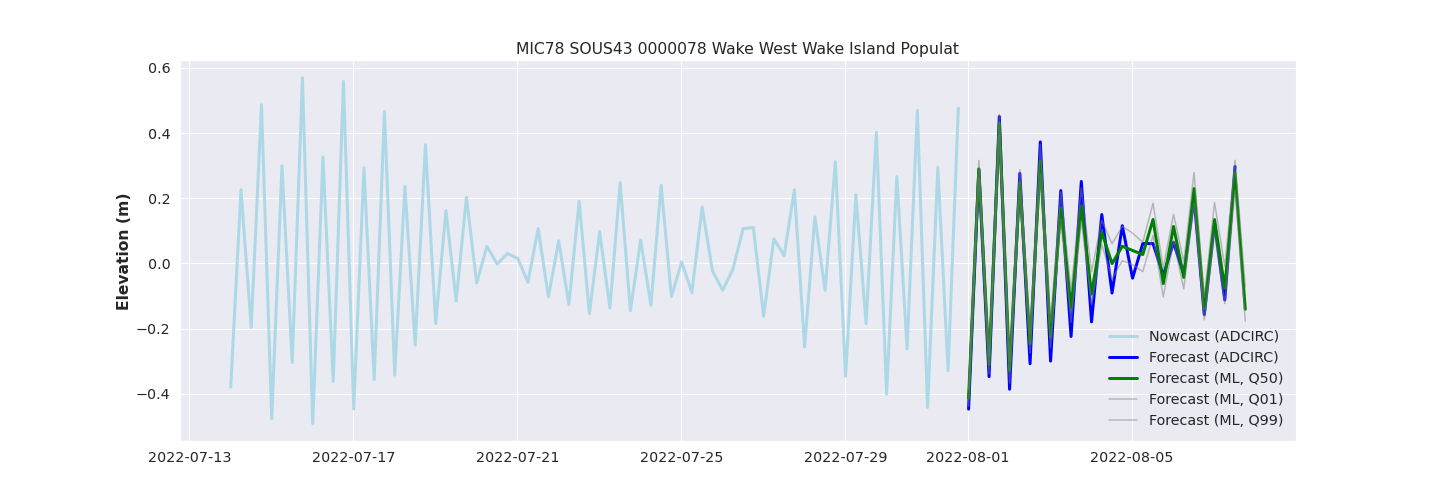 MIC78 SOUS43 0000078 Wake West Wake Island Populat
0.6
0.4
0.2
0.0
−0.2
−0.4
Elevation (m)
Nowcast (ADCIRC)
Forecast (ADCIRC)
Forecast (ML, Q50)
Forecast (ML, Q01)
Forecast (ML, Q99)
2022-07-13 2022-07-17 2022-07-21 2022-07-25 2022-07-29 2022-08-01 2022-08-05